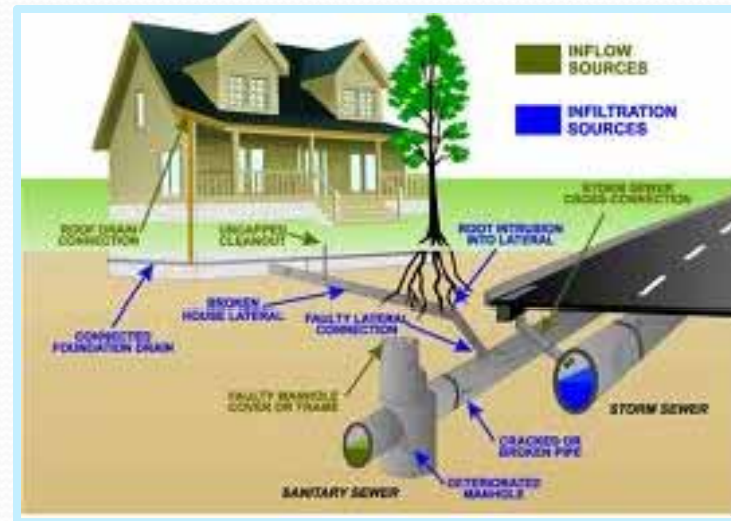 INFLOW
SOURCES
INFILTRATION
SOURCES
STORM SEWER
CROSS-CONNECTION
ROOF DRAIN
CONNECTION
UNCAPPED
CLEANOUT
ROOT INTRUSION
INTO LATERAL
BROKEN
HOUSE LATERAL
FAULTY LATERAL
CONNECTION
CONNECTED
FOUNDATION DRAIN
FAULTY MANHOLE
COVER OR FRAME
STORM SEWER
CRACKED OR
BROKEN PIPE
SANITARY SEWER
DETERIORATED
MANHOLE